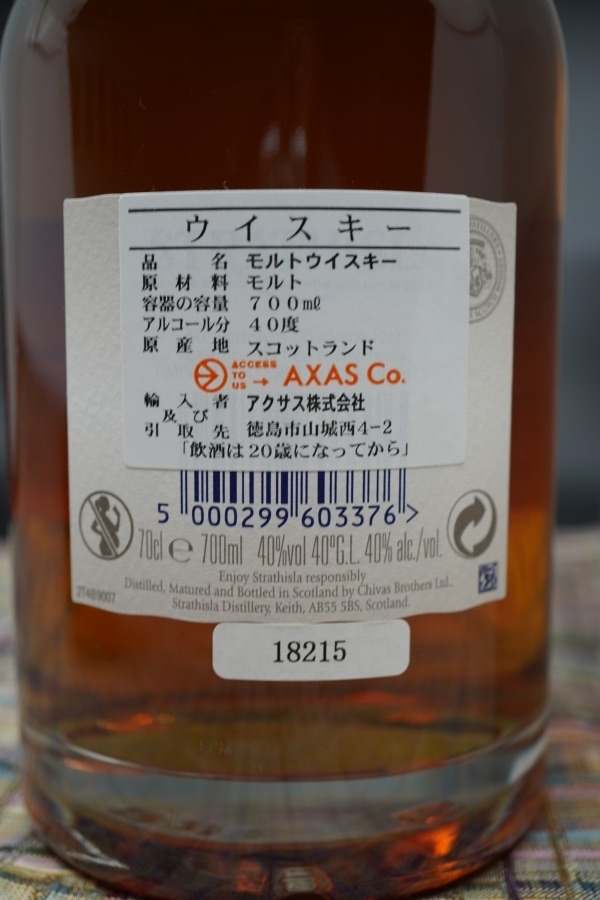 ウイスキー
品名 モルトウイスキー
原材料 モルト
容器の容量 700ml
アルコール分 40度
原産地 スコットランド
ACCESS TO US → AXAS Co.
輸入者 アクサス株式会社
及び
引取先 徳島市山城西4-2
「飲酒は20歳になってから」
5 000299 603376 >
70cl e 700ml 40%vol 40°G.L. 40% alc./vol.
Enjoy Strathisla responsibly
Distilled, Matured and Bottled in Scotland by Chivas Brothers Ltd.,
Strathisla Distillery, Keith, AB55 5BS, Scotland.
18215